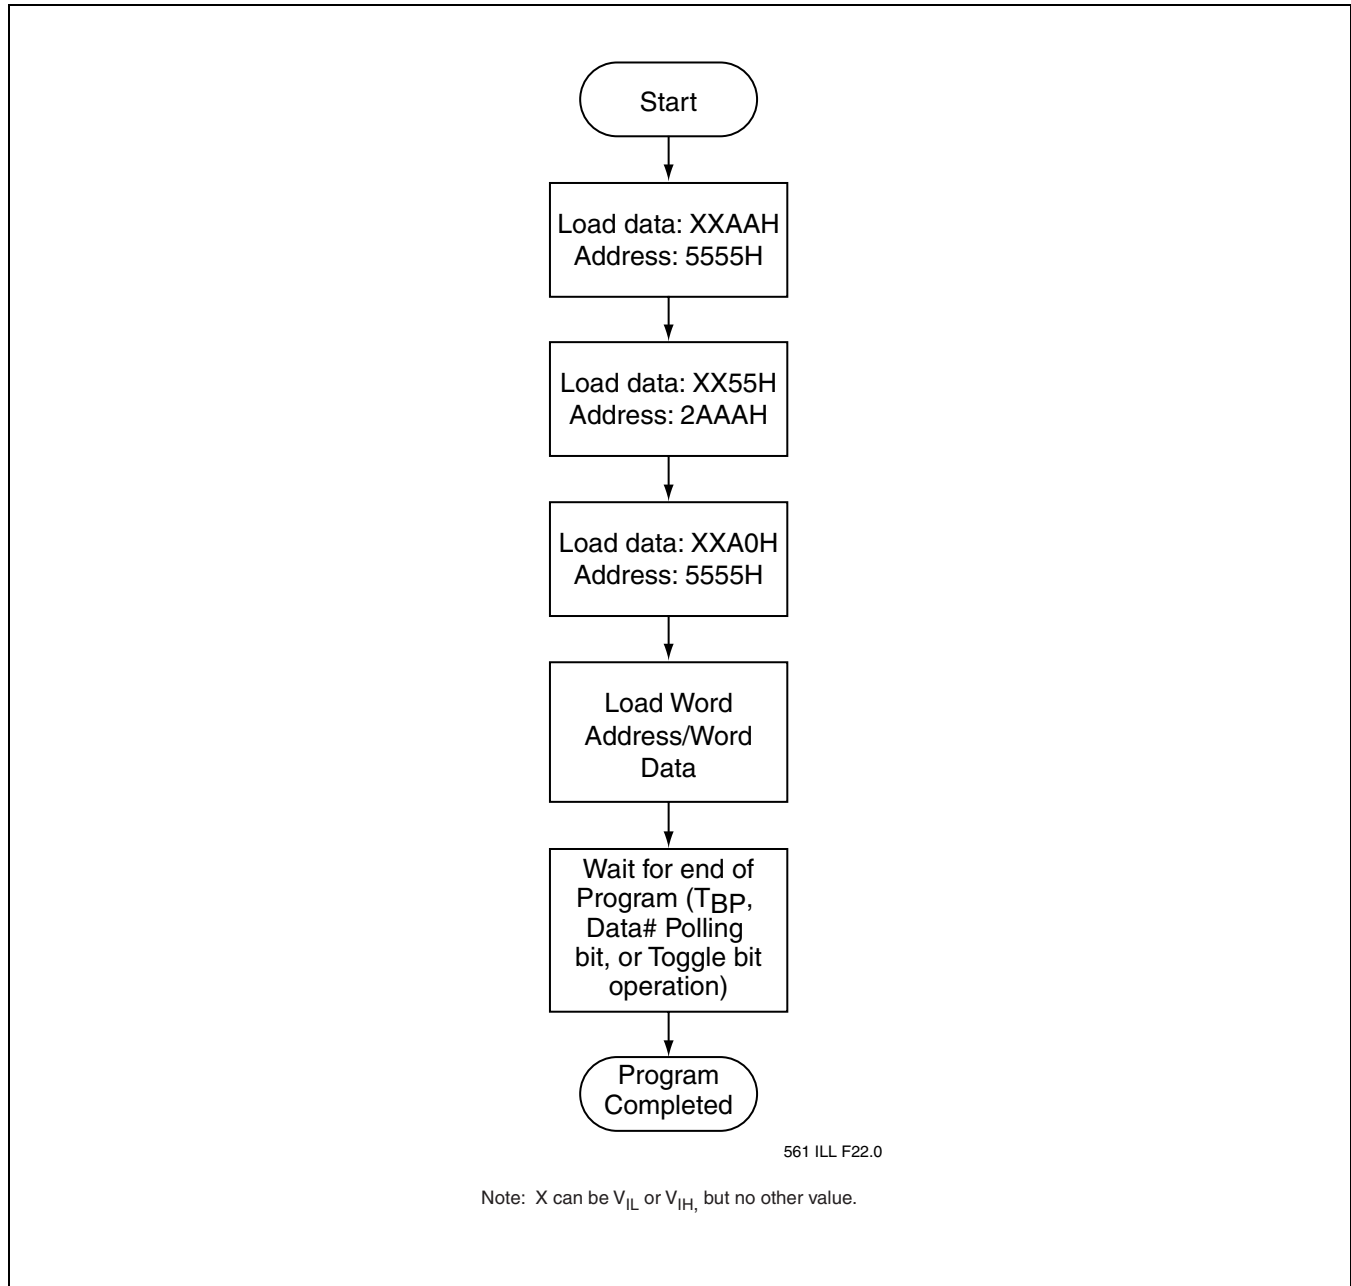 Start
Load data: XXAAH
Address: 5555H
Load data: XX55H
Address: 2AAAH
Load data: XXA0H
Address: 5555H
Load Word
Address/Word
Data
Wait for end of
Program (TBP,
Data# Polling
bit, or Toggle bit
operation)
Program
Completed
561 ILL F22.0
Note: X can be VIL or VIH, but no other value.